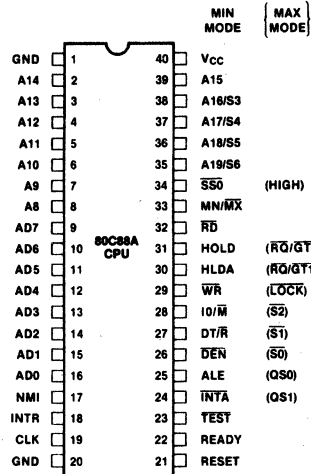 MIN MODE MAX MODE
GND 1 40 VCC
A14 2 39 A15
A13 3 38 A16/S3
A12 4 37 A17/S4
A11 5 36 A18/S5
A10 6 35 A19/S6
A9 7 34 SS0 (HIGH)
A8 8 33 MN/MX
AD7 9 32 RD
80C88A
CPU
AD6 10 31 HOLD (RQ/GT
AD5 11 30 HLDA (RQ/GT1
AD4 12 29 WR (LOCK)
AD3 13 28 IO/M (S2)
AD2 14 27 DT/R (S1)
AD1 15 26 DEN (S0)
AD0 16 25 ALE (QS0)
NMI 17 24 INTA (QS1)
INTR 18 23 TEST
CLK 19 22 READY
GND 20 21 RESET